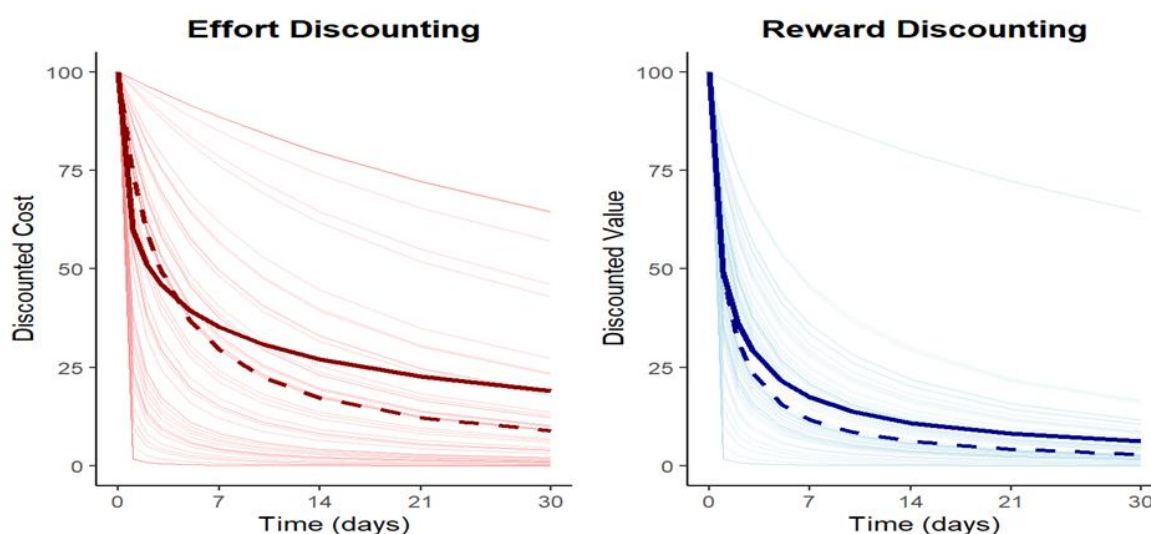 Effort Discounting
Discounted Cost
100
75
50
25
0
0 7 14 21 30
Time (days)
Reward Discounting
Discounted Value
100
75
50
25
0
0 7 14 21 30
Time (days)